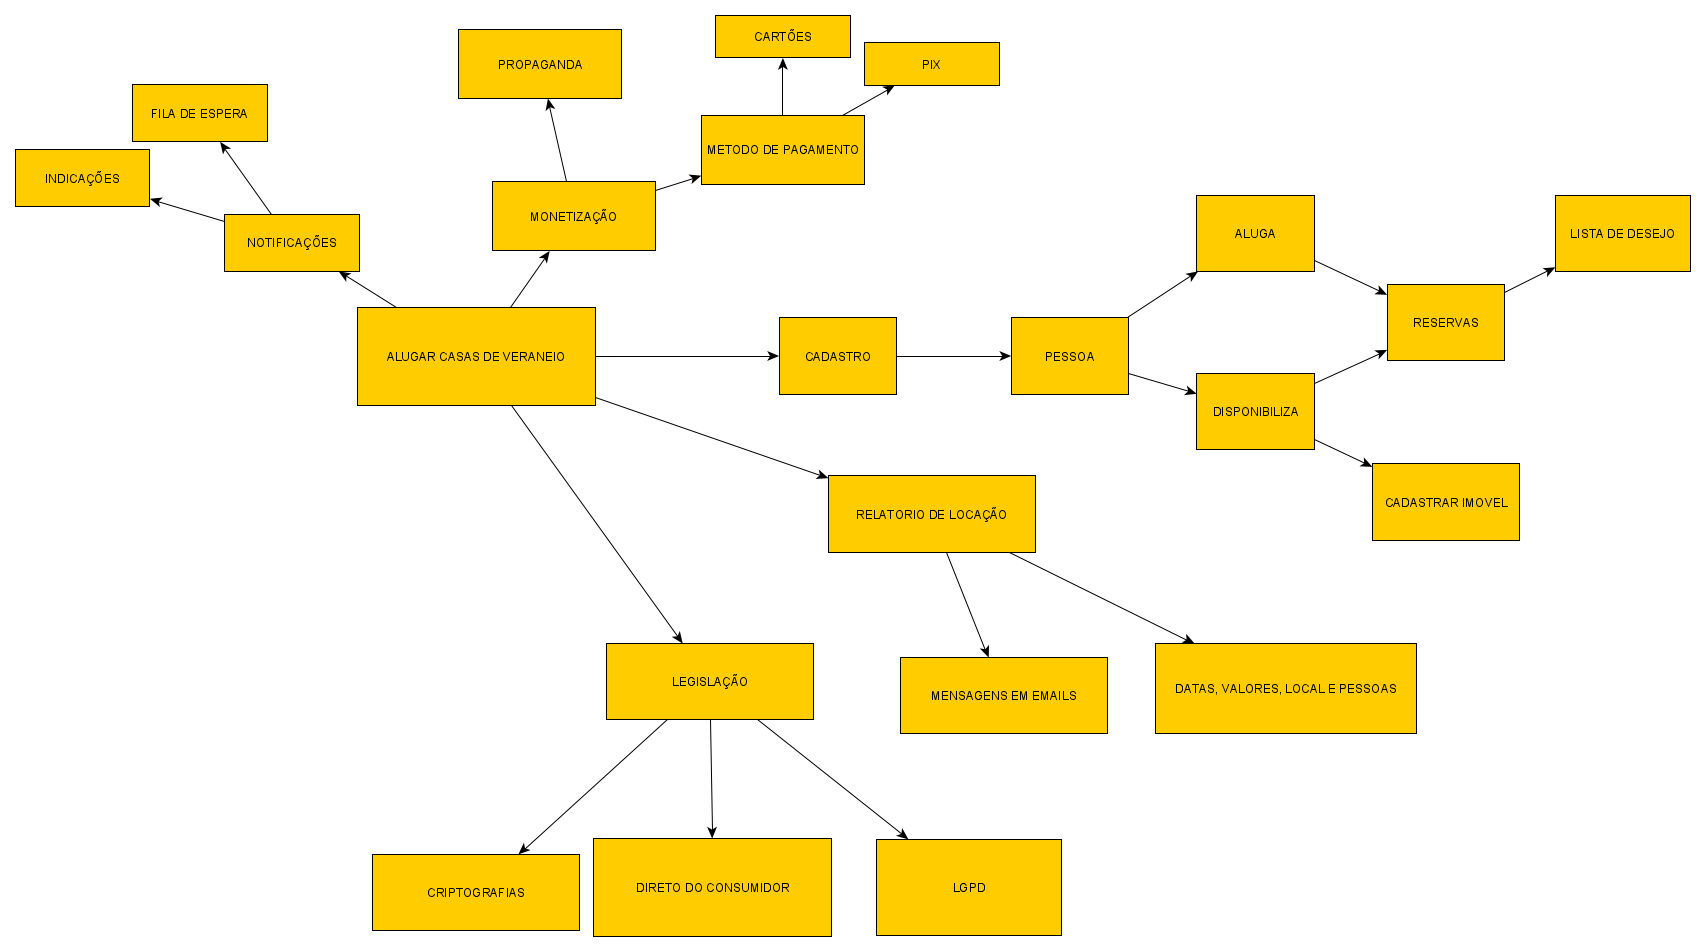 CARTÕES
PROPAGANDA
PIX
FILA DE ESPERA
METODO DE PAGAMENTO
INDICAÇÕES
MONETIZAÇÃO
ALUGA
LISTA DE DESEJO
NOTIFICAÇÕES
RESERVAS
ALUGAR CASAS DE VERANEIO
CADASTRO
PESSOA
DISPONIBILIZA
CADASTRAR IMOVEL
RELATORIO DE LOCAÇÃO
LEGISLAÇÃO
MENSAGENS EM EMAILS
DATAS, VALORES, LOCAL E PESSOAS
CRIPTOGRAFIAS
DIRETO DO CONSUMIDOR
LGPD